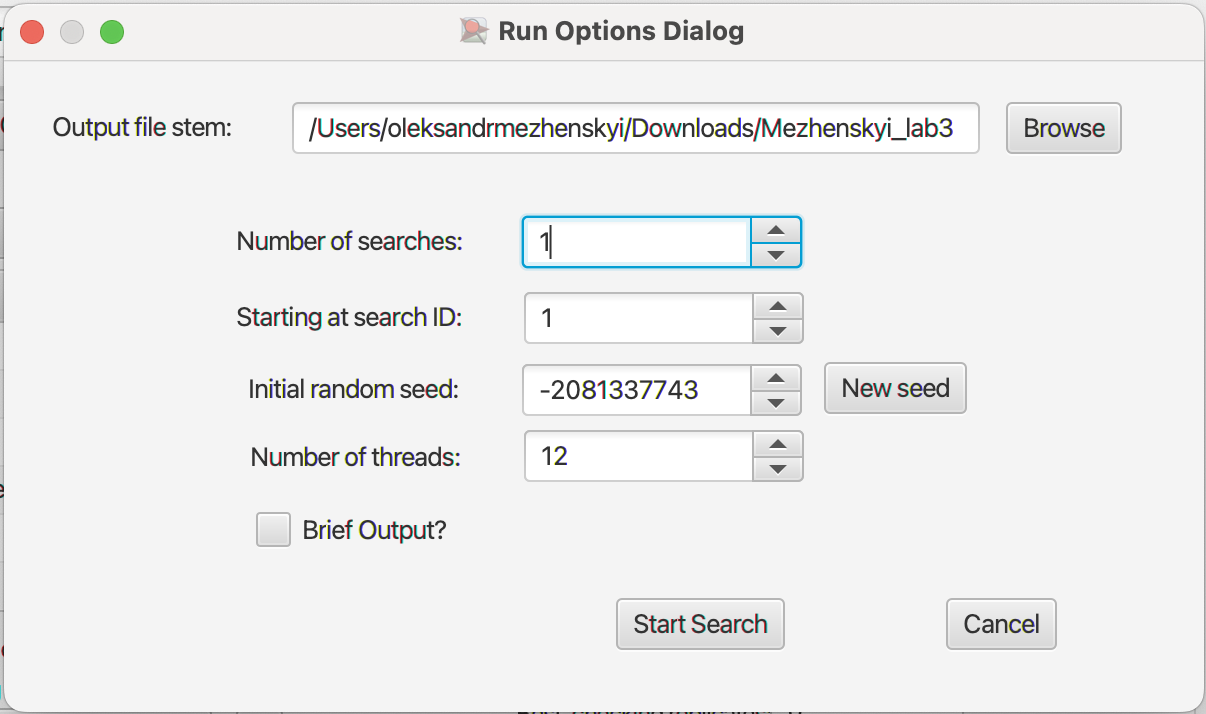 Run Options Dialog
Output file stem: /Users/oleksandrmezhenskyi/Downloads/Mezhenskyi_lab3 Browse
Number of searches: 1
Starting at search ID: 1
Initial random seed: -2081337743 New seed
Number of threads: 12
Brief Output?
Start Search Cancel